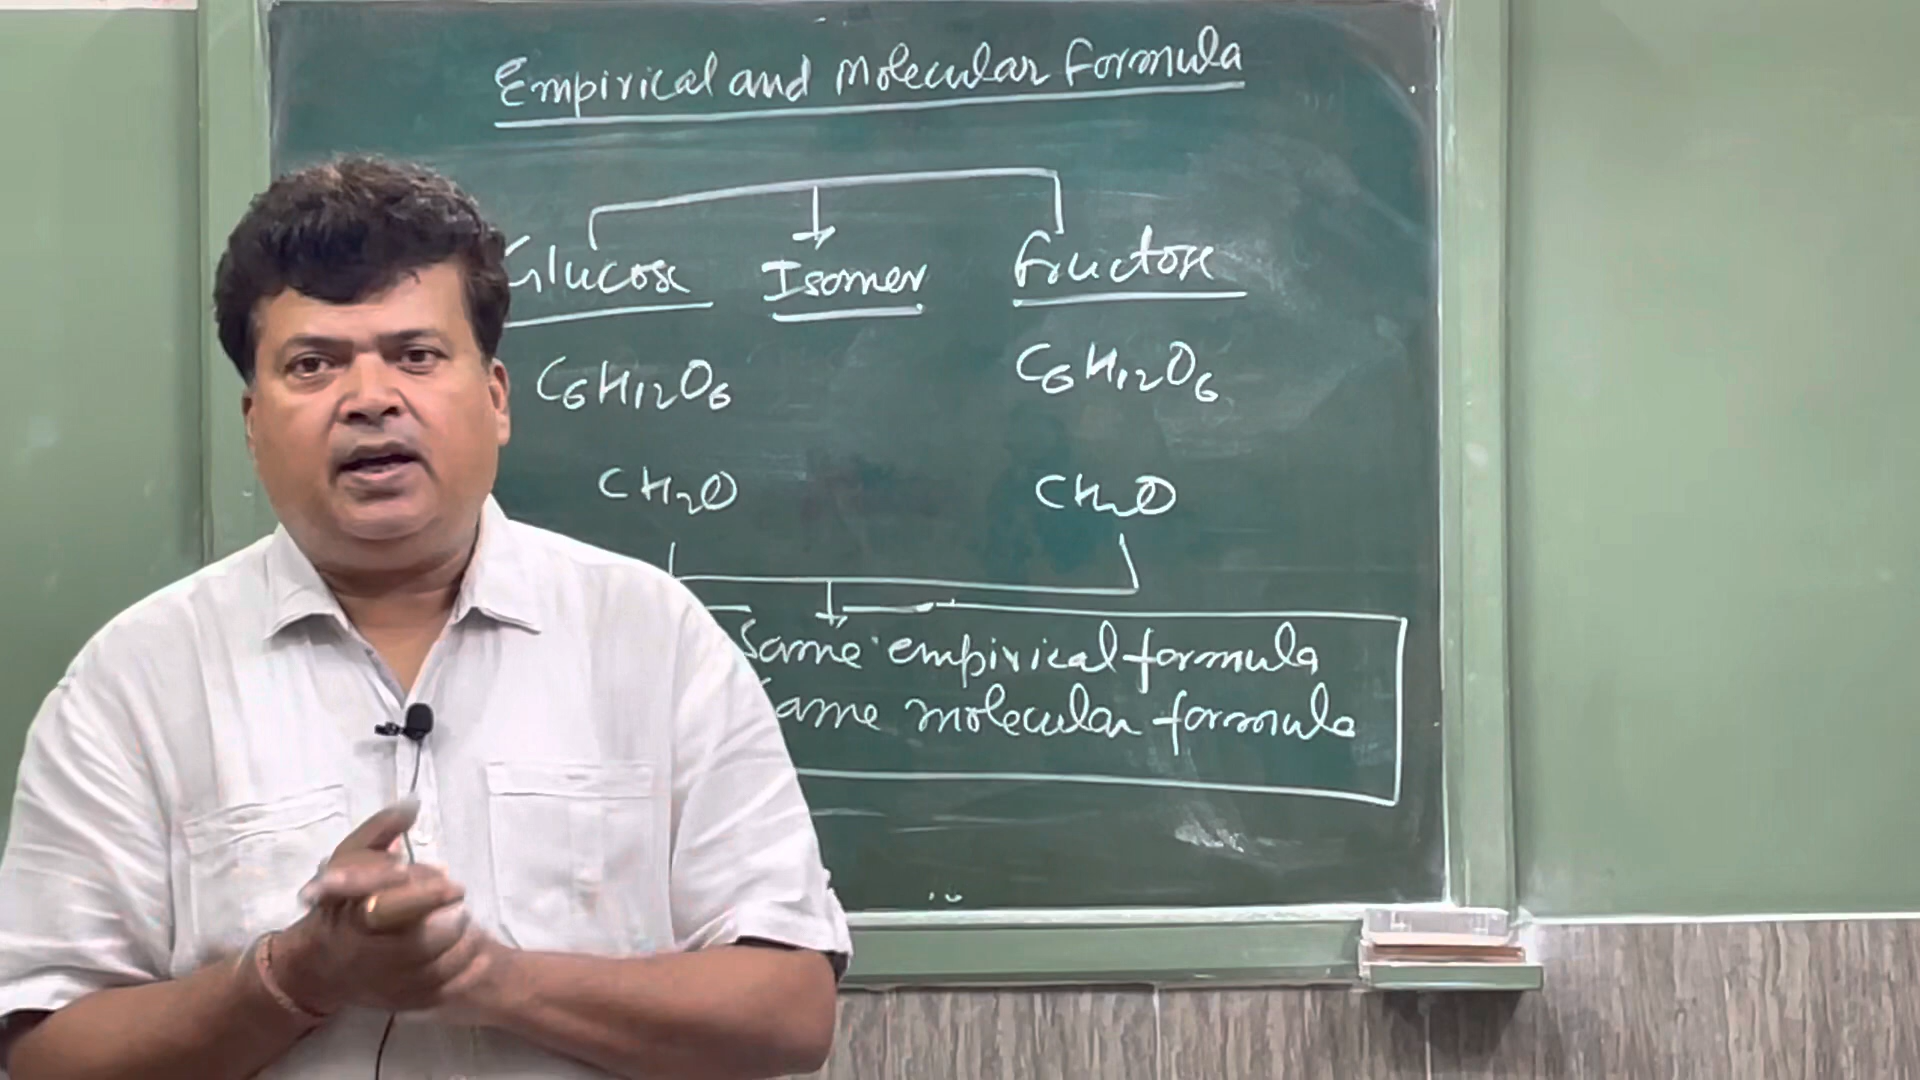 Empirical and Molecular formula
Glucose Isomer fructose
C6H12O6 C6H12O6
CH2O CH2O
Same empirical formula
Same molecular formula